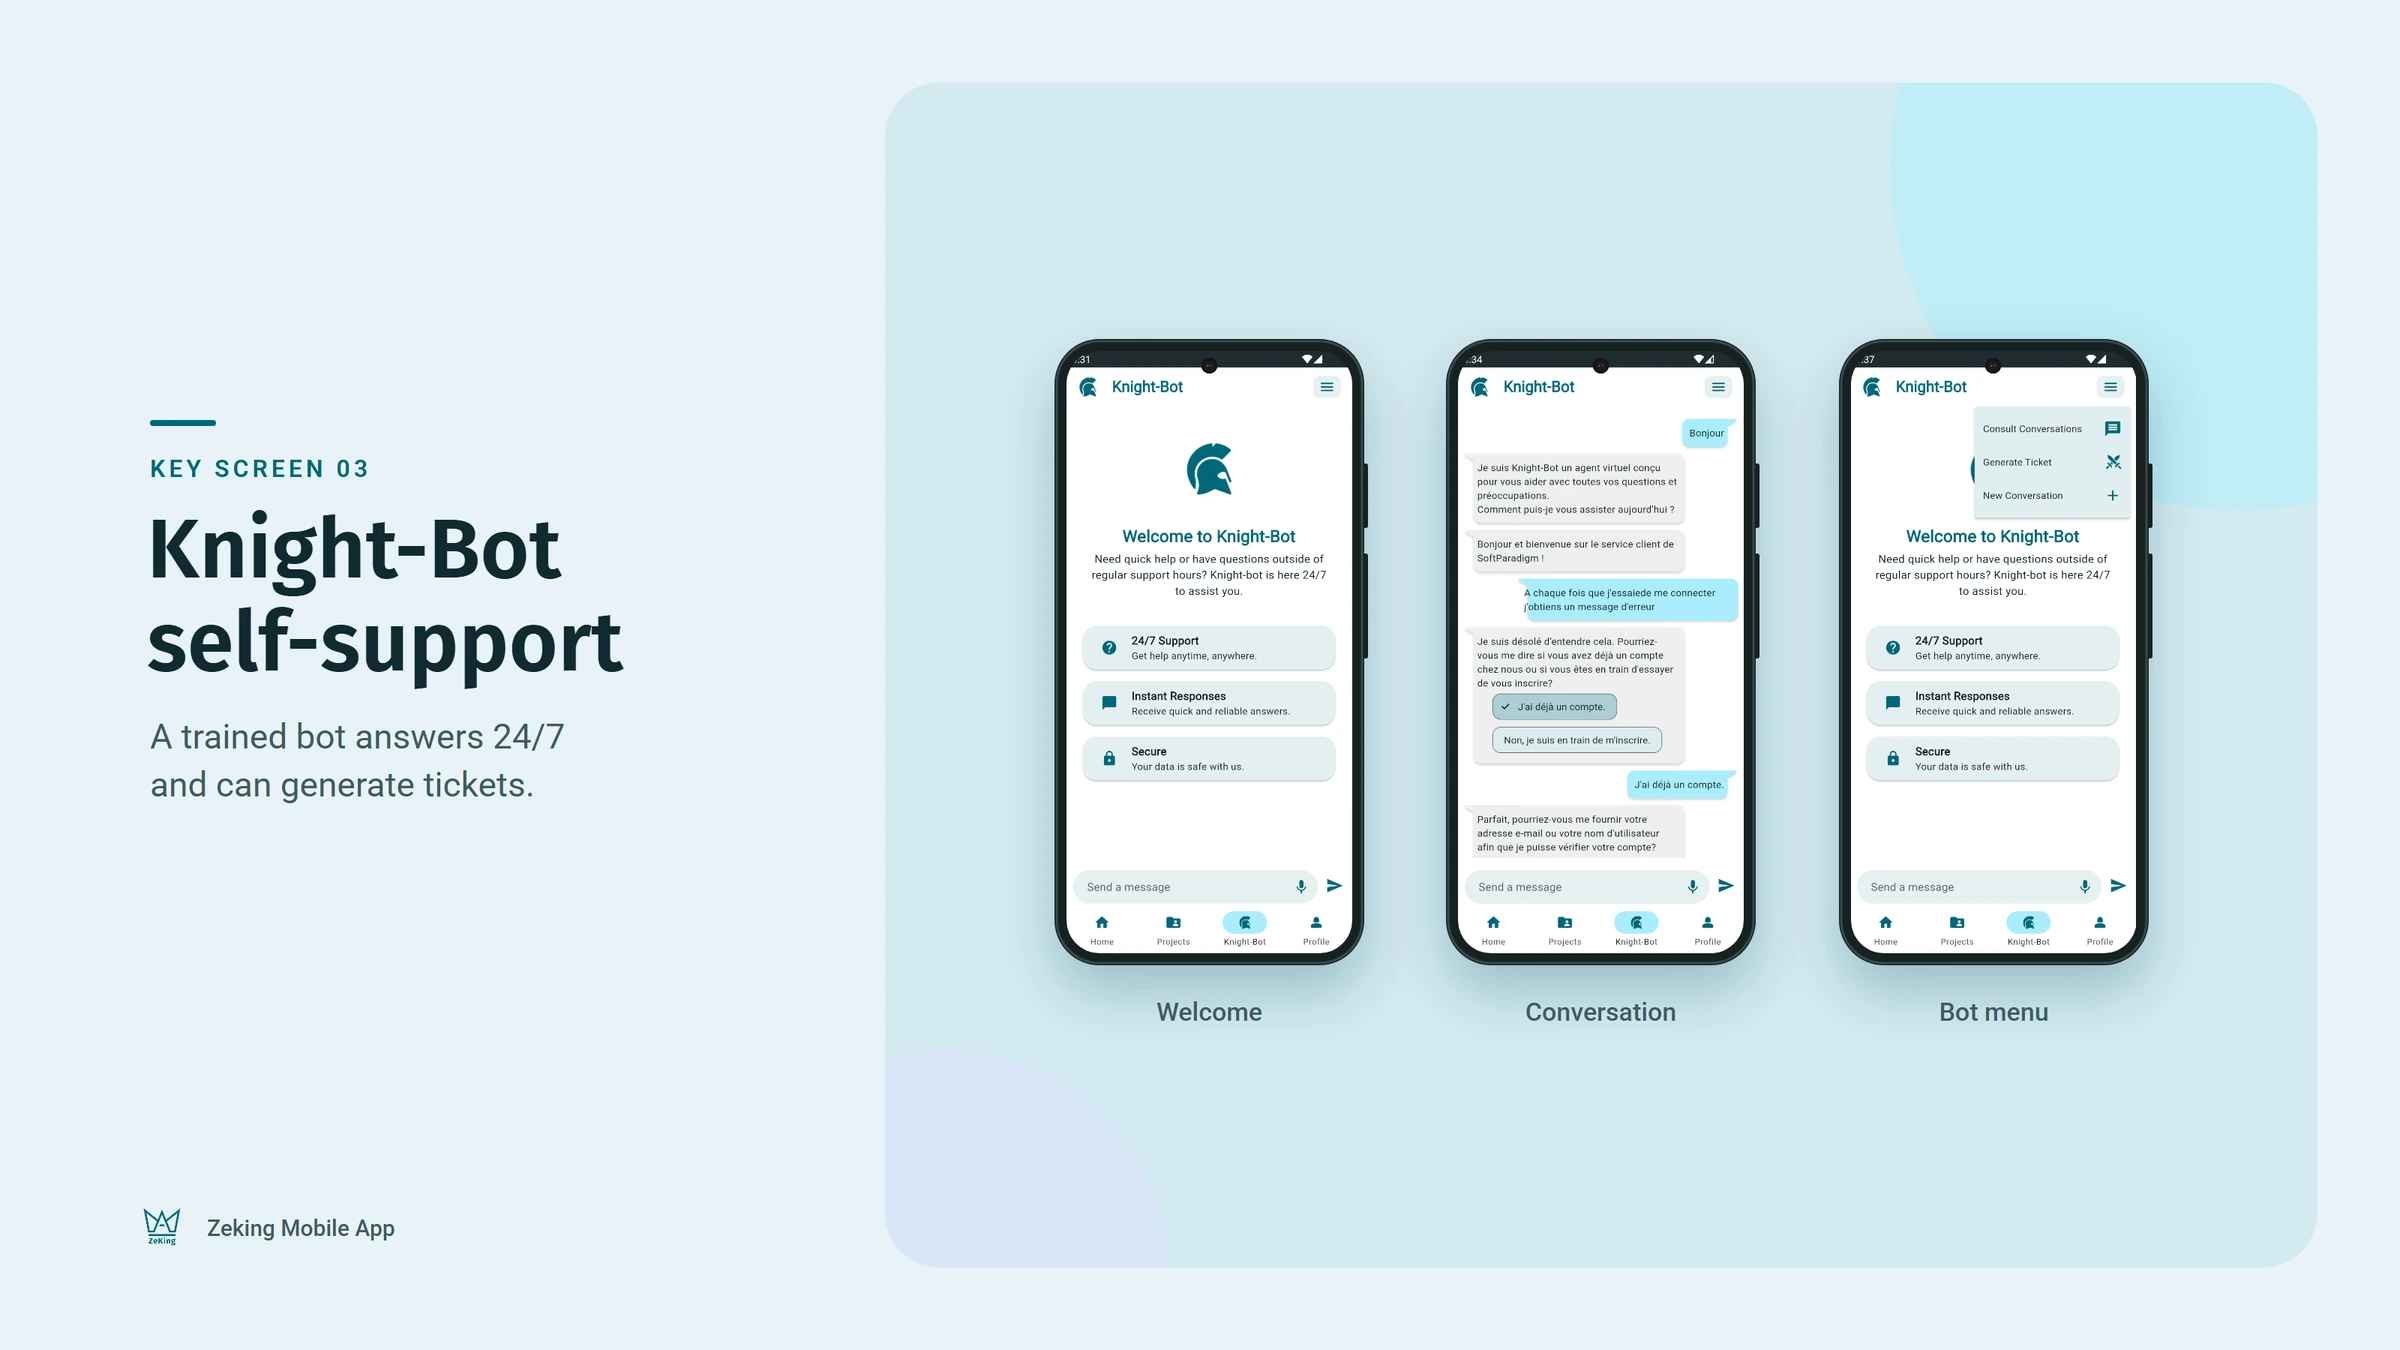 KEY SCREEN 03
Knight-Bot
self-support
A trained bot answers 24/7
and can generate tickets.
ZeKing
Zeking Mobile App
:31
Knight-Bot
Welcome to Knight-Bot
Need quick help or have questions outside of
regular support hours? Knight-bot is here 24/7
to assist you.
24/7 Support
Get help anytime, anywhere.
Instant Responses
Receive quick and reliable answers.
Secure
Your data is safe with us.
Send a message
Home Projects Knight-Bot Profile
Welcome
:34
Knight-Bot
Bonjour
Je suis Knight-Bot un agent virtuel conçu
pour vous aider avec toutes vos questions et
préoccupations.
Comment puis-je vous assister aujourd'hui ?
Bonjour et bienvenue sur le service client de
SoftParadigm !
A chaque fois que j'essaiede me connecter
j'obtiens un message d'erreur
Je suis désolé d'entendre cela. Pourriez-
vous me dire si vous avez déjà un compte
chez nous ou si vous êtes en train d'essayer
de vous inscrire?
J'ai déjà un compte.
Non, je suis en train de m'inscrire.
J'ai déjà un compte.
Parfait, pourriez-vous me fournir votre
adresse e-mail ou votre nom d'utilisateur
afin que je puisse vérifier votre compte?
Send a message
Home Projects Knight-Bot Profile
Conversation
:37
Knight-Bot
Consult Conversations
Generate Ticket
New Conversation
Welcome to Knight-Bot
Need quick help or have questions outside of
regular support hours? Knight-bot is here 24/7
to assist you.
24/7 Support
Get help anytime, anywhere.
Instant Responses
Receive quick and reliable answers.
Secure
Your data is safe with us.
Send a message
Home Projects Knight-Bot Profile
Bot menu